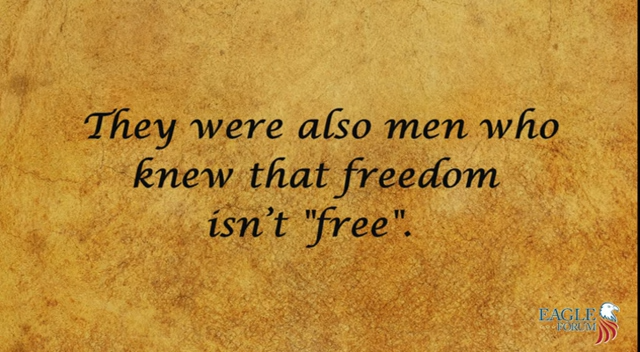 They were also men who
knew that freedom
isn't "free".
EAGLE
FORUM